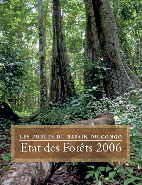 LES FORÊTS DU BASSIN DU CONGO
Etat des Forêts 2006